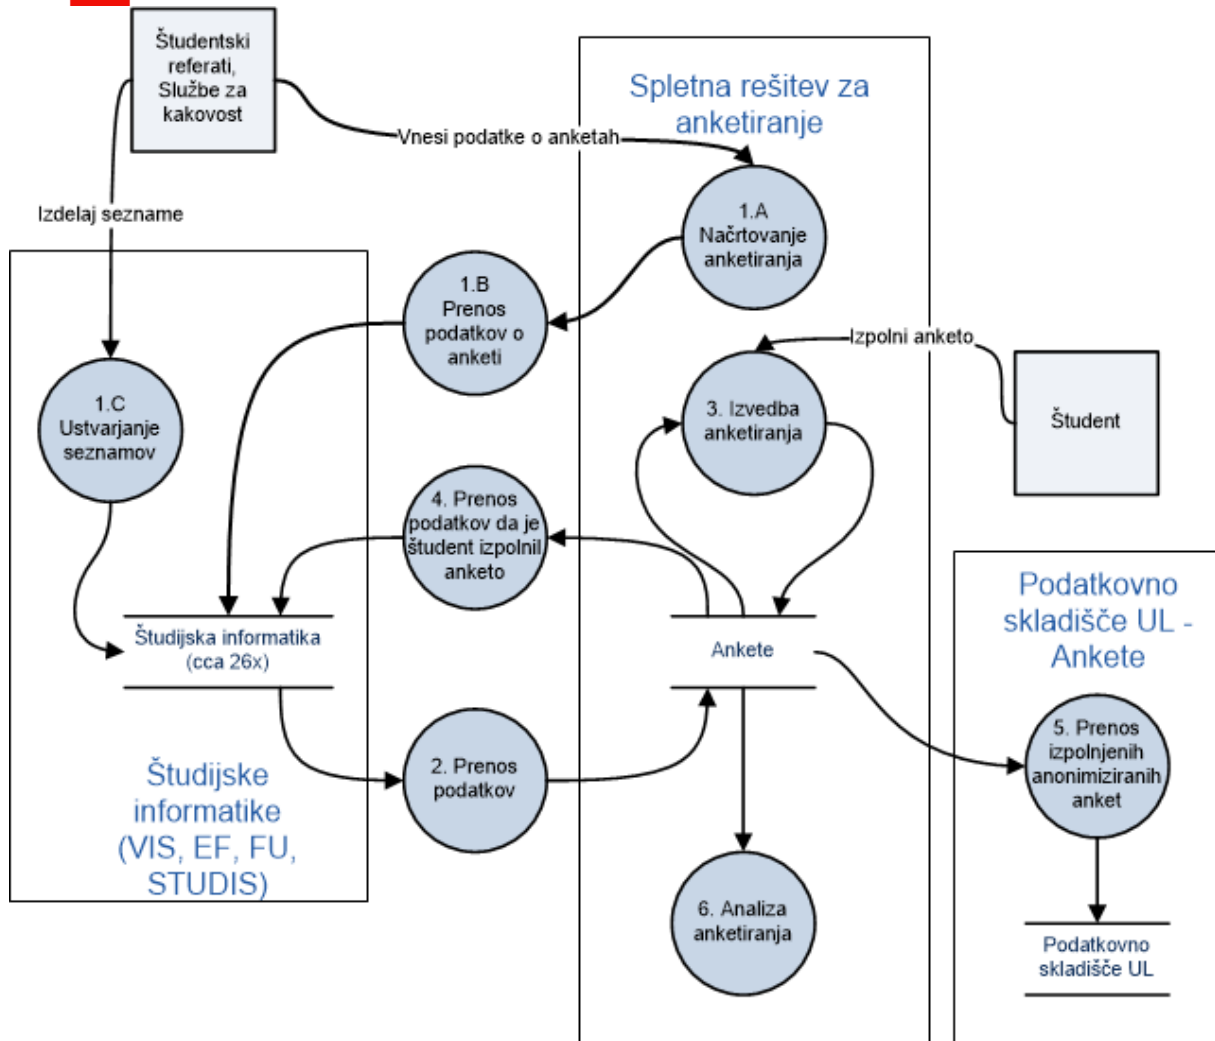 Študentski
referati,
Službe za
kakovost
Spletna rešitev za
anketiranje
Vnesi podatke o anketah
Izdelaj sezname
1.A
Načrtovanje
anketiranja
1.B
Prenos
podatkov o
anketi
Izpolni anketo
1.C
Ustvarjanje
seznamov
3. Izvedba
anketiranja
Študent
4. Prenos
podatkov da je
študent izpolnil
anketo
Študijska informatika
(cca 26x)
Ankete
Podatkovno
skladišče UL -
Ankete
2. Prenos
podatkov
5. Prenos
izpolnjenih
anonimiziranih
anket
Študijske
informatike
(VIS, EF, FU,
STUDIS)
6. Analiza
anketiranja
Podatkovno
skladišče UL